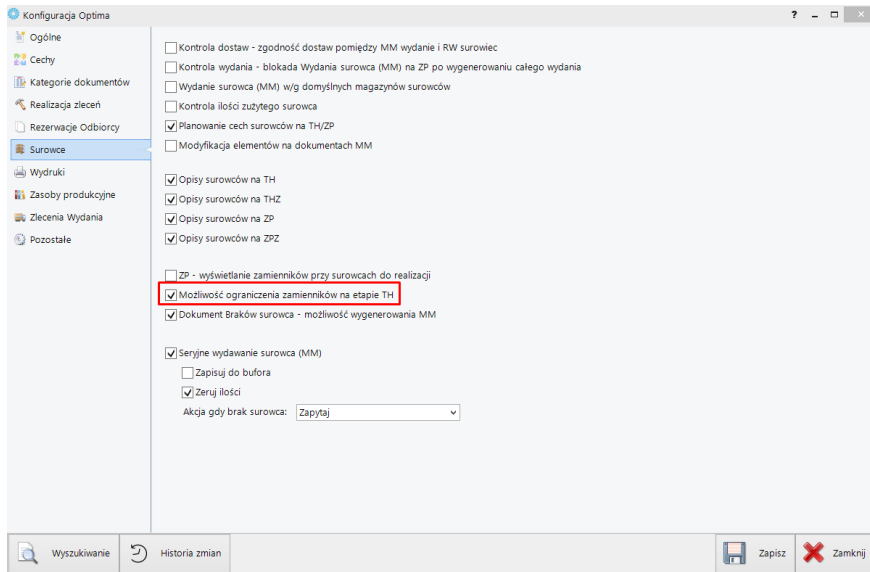 Konfiguracja Optima
?
Ogólne
Cechy
Kategorie dokumentów
Realizacja zleceń
Rezerwacje Odbiorcy
Surowce
Wydruki
Zasoby produkcyjne
Zlecenia Wydania
Pozostałe
Kontrola dostaw - zgodność dostaw pomiędzy MM wydanie i RW surowiec
Kontrola wydania - blokada Wydania surowca (MM) na ZP po wygenerowaniu całego wydania
Wydanie surowca (MM) w/g domyślnych magazynów surowców
Kontrola ilości zużytego surowca
Planowanie cech surowców na TH/ZP
Modyfikacja elementów na dokumentach MM
Opisy surowców na TH
Opisy surowców na THZ
Opisy surowców na ZP
Opisy surowców na ZPZ
ZP - wyświetlanie zamienników przy surowcach do realizacji
Możliwość ograniczenia zamienników na etapie TH
Dokument Braków surowca - możliwość wygenerowania MM
Seryjne wydawanie surowca (MM)
Zapisuj do bufora
Zeruj ilości
Akcja gdy brak surowca: Zapytaj
Wyszukiwanie
Historia zmian
Zapisz
Zamknij